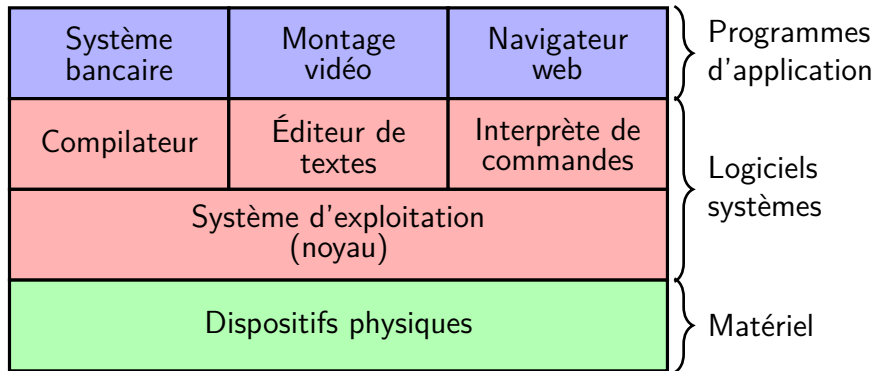 Système
bancaire
Montage
vidéo
Navigateur
web
Programmes
d'application
Compilateur
Éditeur de
textes
Interprète de
commandes
Logiciels
systèmes
Système d'exploitation
(noyau)
Dispositifs physiques
Matériel